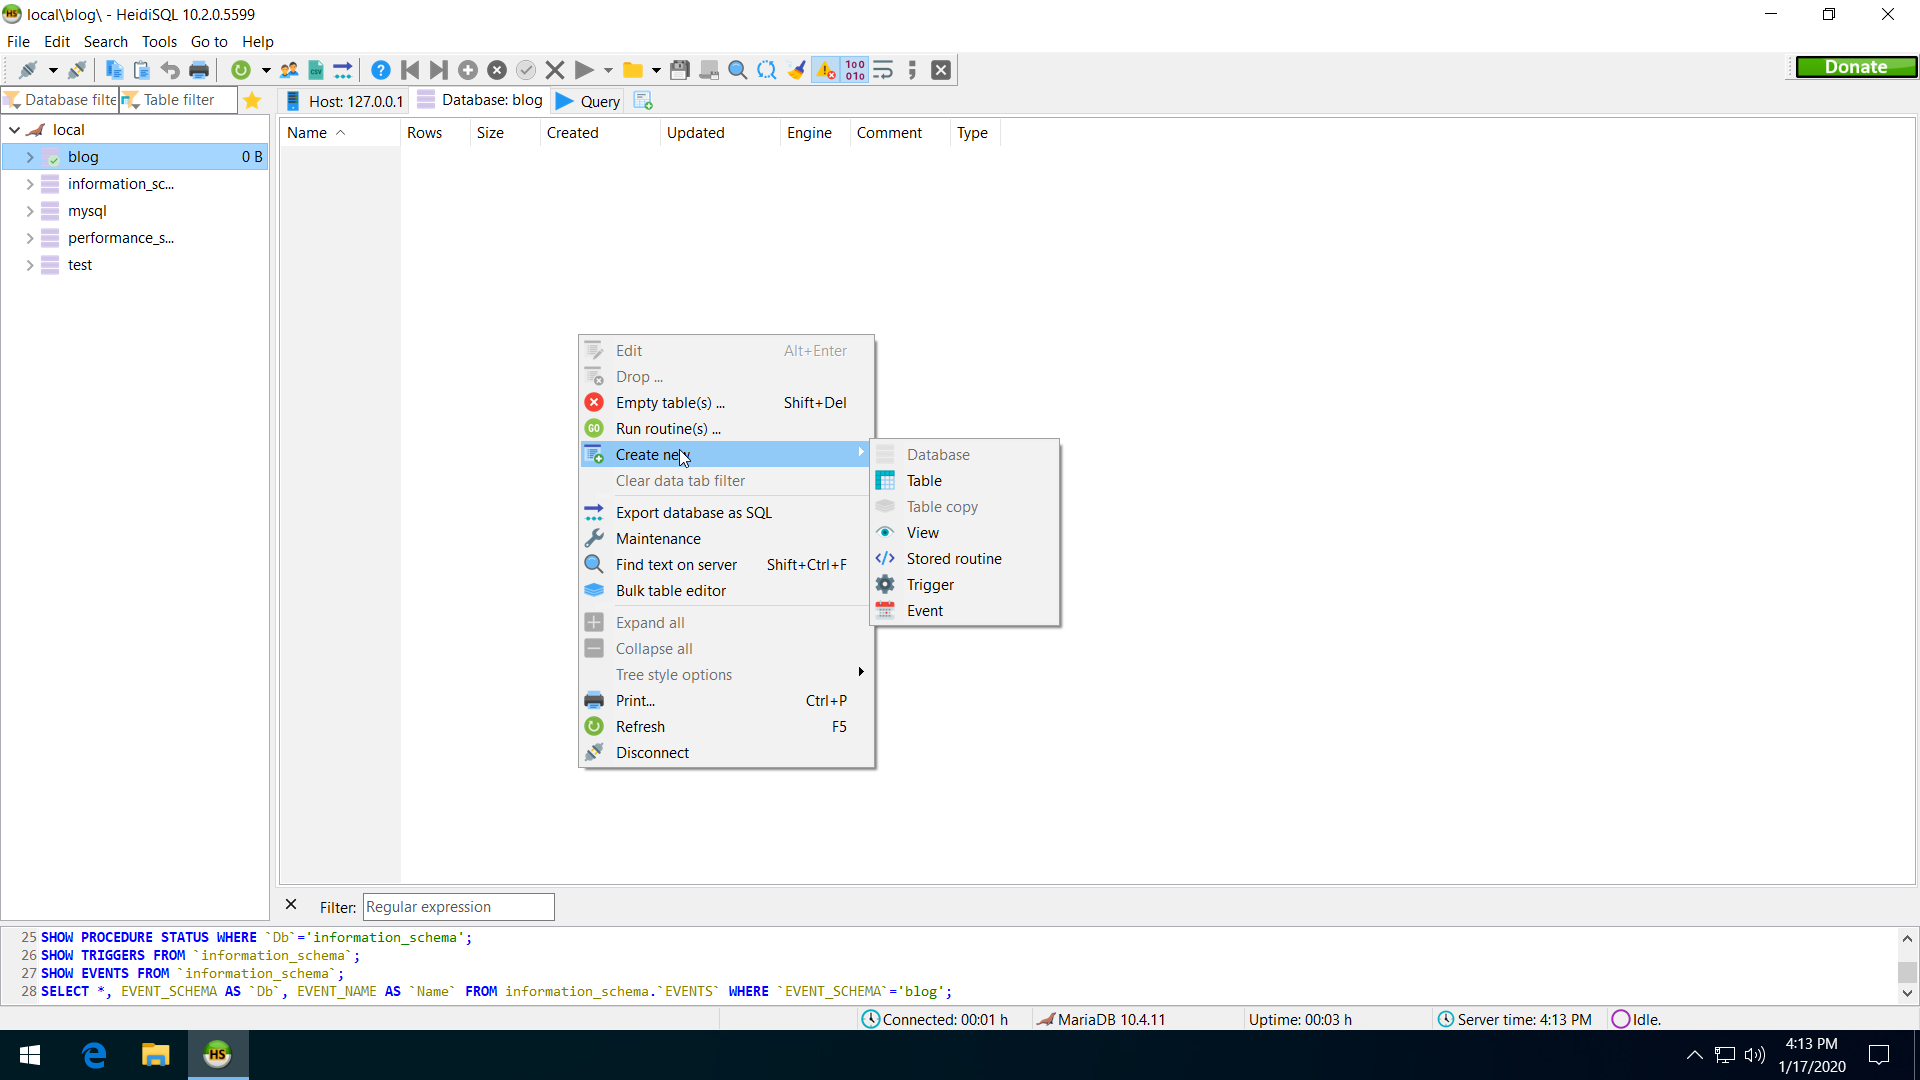 local\blog\ - HeidiSQL 10.2.0.5599
File Edit Search Tools Go to Help
Donate
Database filte Table filter Host: 127.0.0.1 Database: blog Query
Name Rows Size Created Updated Engine Comment Type
local
blog 0 B
information_sc...
mysql
performance_s...
test
Edit Alt+Enter
Drop ...
Empty table(s) ... Shift+Del
GO Run routine(s) ...
Create new
Clear data tab filter
Export database as SQL
Maintenance
Find text on server Shift+Ctrl+F
Bulk table editor
Expand all
Collapse all
Tree style options
Print... Ctrl+P
Refresh F5
Disconnect
Database
Table
Table copy
View
Stored routine
Trigger
Event
Filter: Regular expression
25 SHOW PROCEDURE STATUS WHERE `Db`='information_schema';
26 SHOW TRIGGERS FROM `information_schema`;
27 SHOW EVENTS FROM `information_schema`;
28 SELECT *, EVENT_SCHEMA AS `Db`, EVENT_NAME AS `Name` FROM information_schema.`EVENTS` WHERE `EVENT_SCHEMA`='blog';
Connected: 00:01 h MariaDB 10.4.11 Uptime: 00:03 h Server time: 4:13 PM Idle.
HS
4:13 PM
1/17/2020